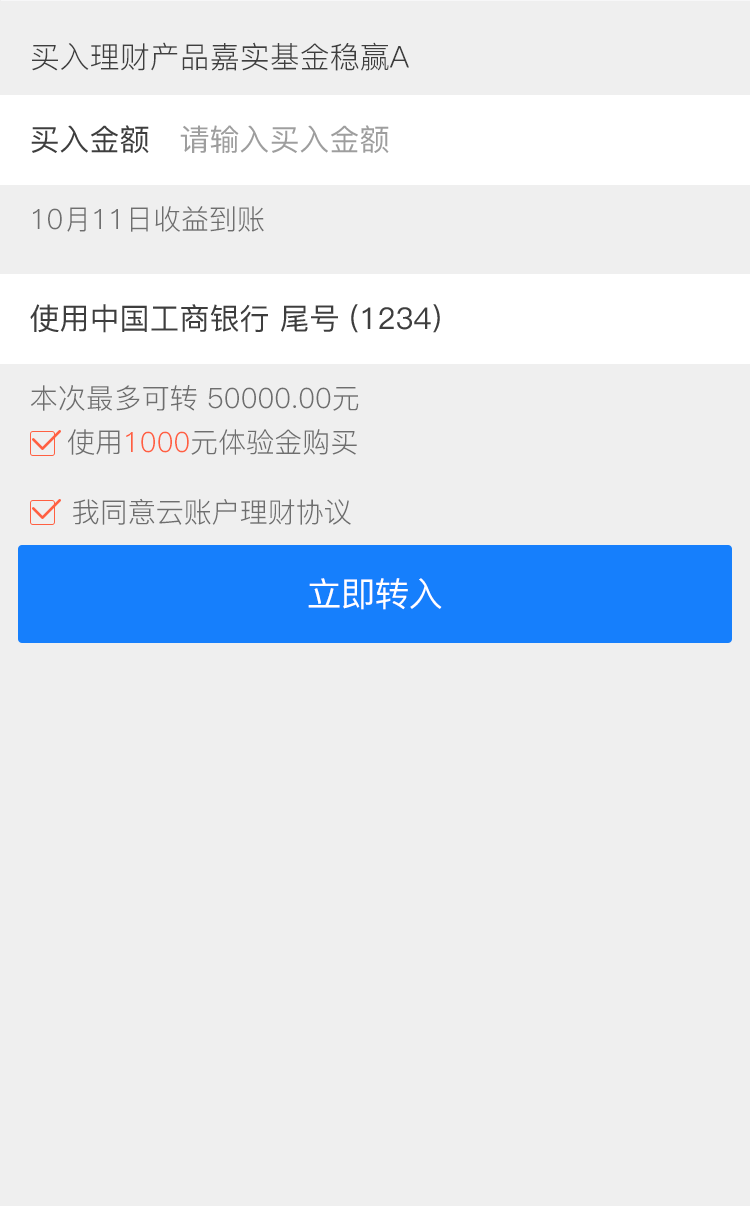 买入理财产品嘉实基金稳赢A
买入金额 请输入买入金额
10月11日收益到账
使用中国工商银行 尾号 (1234)
本次最多可转 50000.00元
使用1000元体验金购买
我同意云账户理财协议
立即转入